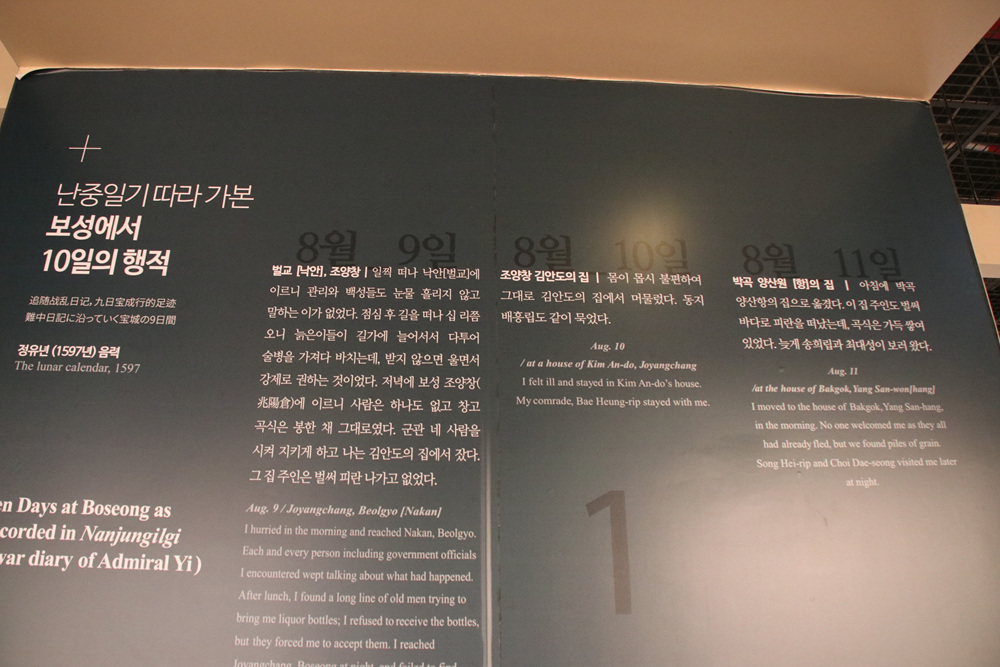 난중일기 따라 가본
보성에서
10일의 행적
追随战乱日记, 九日宝成行的足迹
難中日記に沿っていく宝城の9日間
정유년 (1597년) 음력
The lunar calendar, 1597
en Days at Boseong as
corded in Nanjungilgi
war diary of Admiral Yi)
8월 9일
벌교 [낙안], 조양창 | 일찍 떠나 낙안[벌교]에
이르니 관리와 백성들도 눈물 흘리지 않고
말하는 이가 없었다. 점심 후 길을 떠나 십 리쯤
오니 늙은이들이 길가에 늘어서서 다투어
술병을 가져다 바치는데, 받지 않으면 울면서
강제로 권하는 것이었다. 저녁에 보성 조양창(
兆陽倉)에 이르니 사람은 하나도 없고 창고
곡식은 봉한 채 그대로였다. 군관 네 사람을
시켜 지키게 하고 나는 김안도의 집에서 잤다.
그 집 주인은 벌써 피란 나가고 없었다.
Aug. 9 / Joyangchang, Beolgyo [Nakan]
I hurried in the morning and reached Nakan, Beolgyo.
Each and every person including government officials
I encountered wept talking about what had happened.
After lunch, I found a long line of old men trying to
bring me liquor bottles; I refused to receive the bottles,
but they forced me to accept them. I reached
Joyangchang, Boseong at night, and failed to find
8월 10일
조양창 김안도의 집 | 몸이 몹시 불편하여
그대로 김안도의 집에서 머물렀다. 동지
배흥립도 같이 묵었다.
Aug. 10
/ at a house of Kim An-do, Joyangchang
I felt ill and stayed in Kim An-do's house.
My comrade, Bae Heung-rip stayed with me.
1
8월 11일
박곡 양산원 [항]의 집 | 아침에 박곡
양산항의 집으로 옮겼다. 이 집 주인도 벌써
바다로 피란을 떠났는데, 곡식은 가득 쌓여
있었다. 늦게 송희립과 최대성이 보러 왔다.
Aug. 11
/at the house of Bakgok, Yang San-won[hang]
I moved to the house of Bakgok, Yang San-hang,
in the morning. No one welcomed me as they all
had already fled, but we found piles of grain.
Song Hei-rip and Choi Dae-seong visited me later
at night.